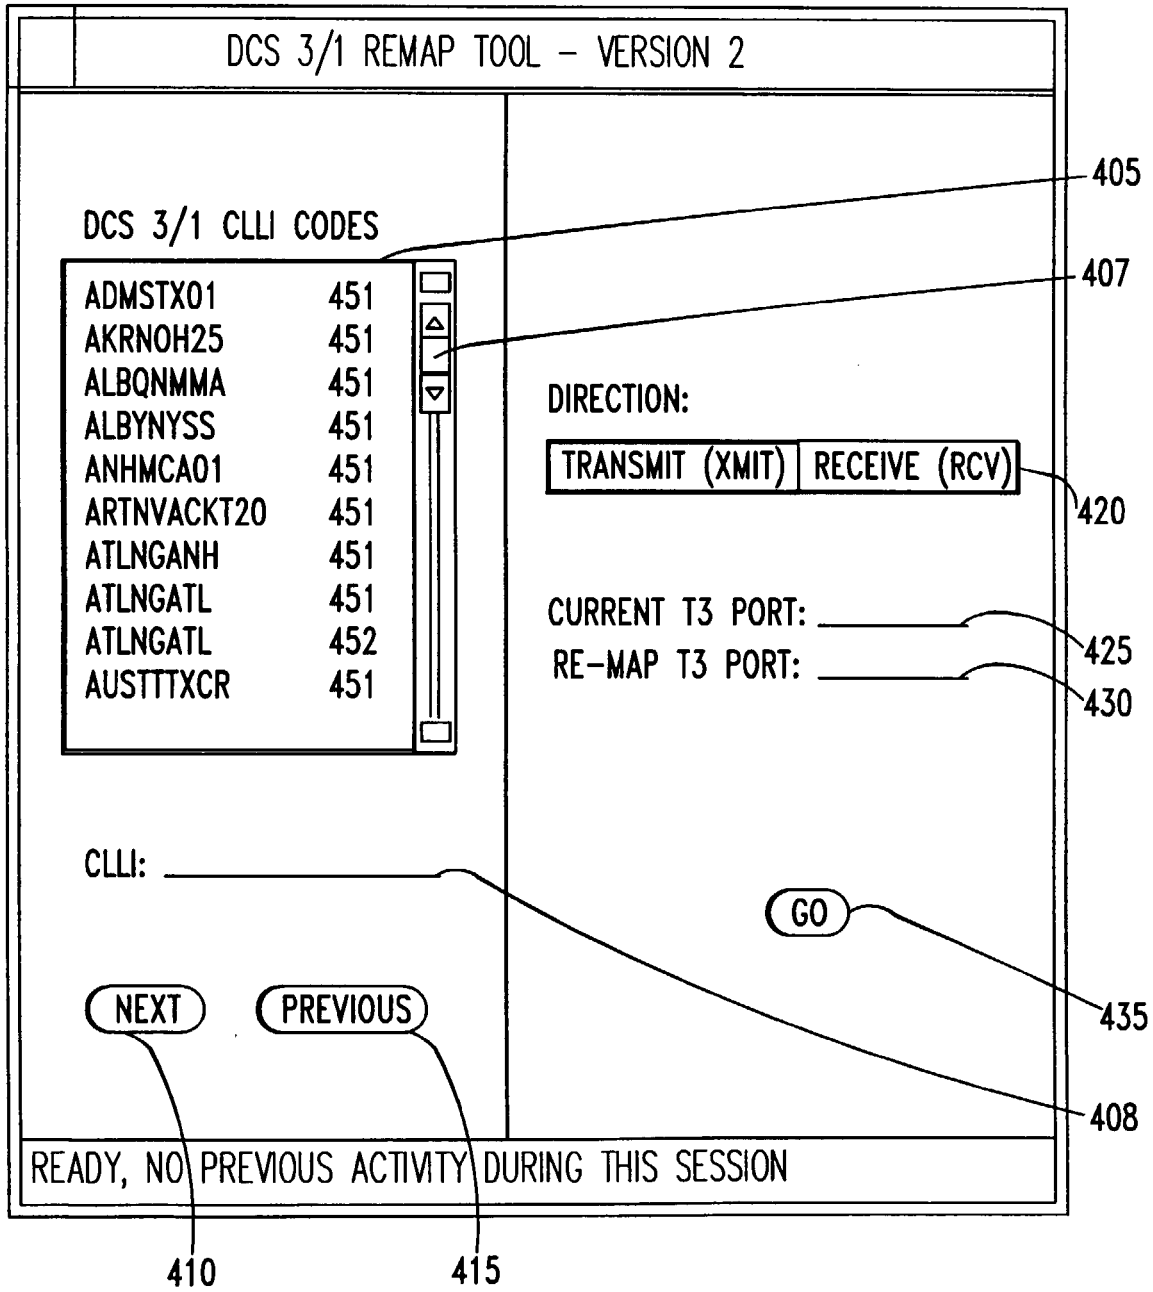 DCS 3/1 REMAP TOOL – VERSION 2
405
DCS 3/1 CLLI CODES
407
ADMSTX01 451
AKRNOH25 451
ALBQNMMA 451
ALBYNYSS 451
ANHMCA01 451
ARTNVACKT20 451
ATLNGANH 451
ATLNGATL 451
ATLNGATL 452
AUSTTTXCR 451
DIRECTION:
TRANSMIT (XMIT) RECEIVE (RCV)
420
CURRENT T3 PORT:
425
RE-MAP T3 PORT:
430
CLLI:
GO
435
NEXT PREVIOUS
408
READY, NO PREVIOUS ACTIVITY DURING THIS SESSION
410 415